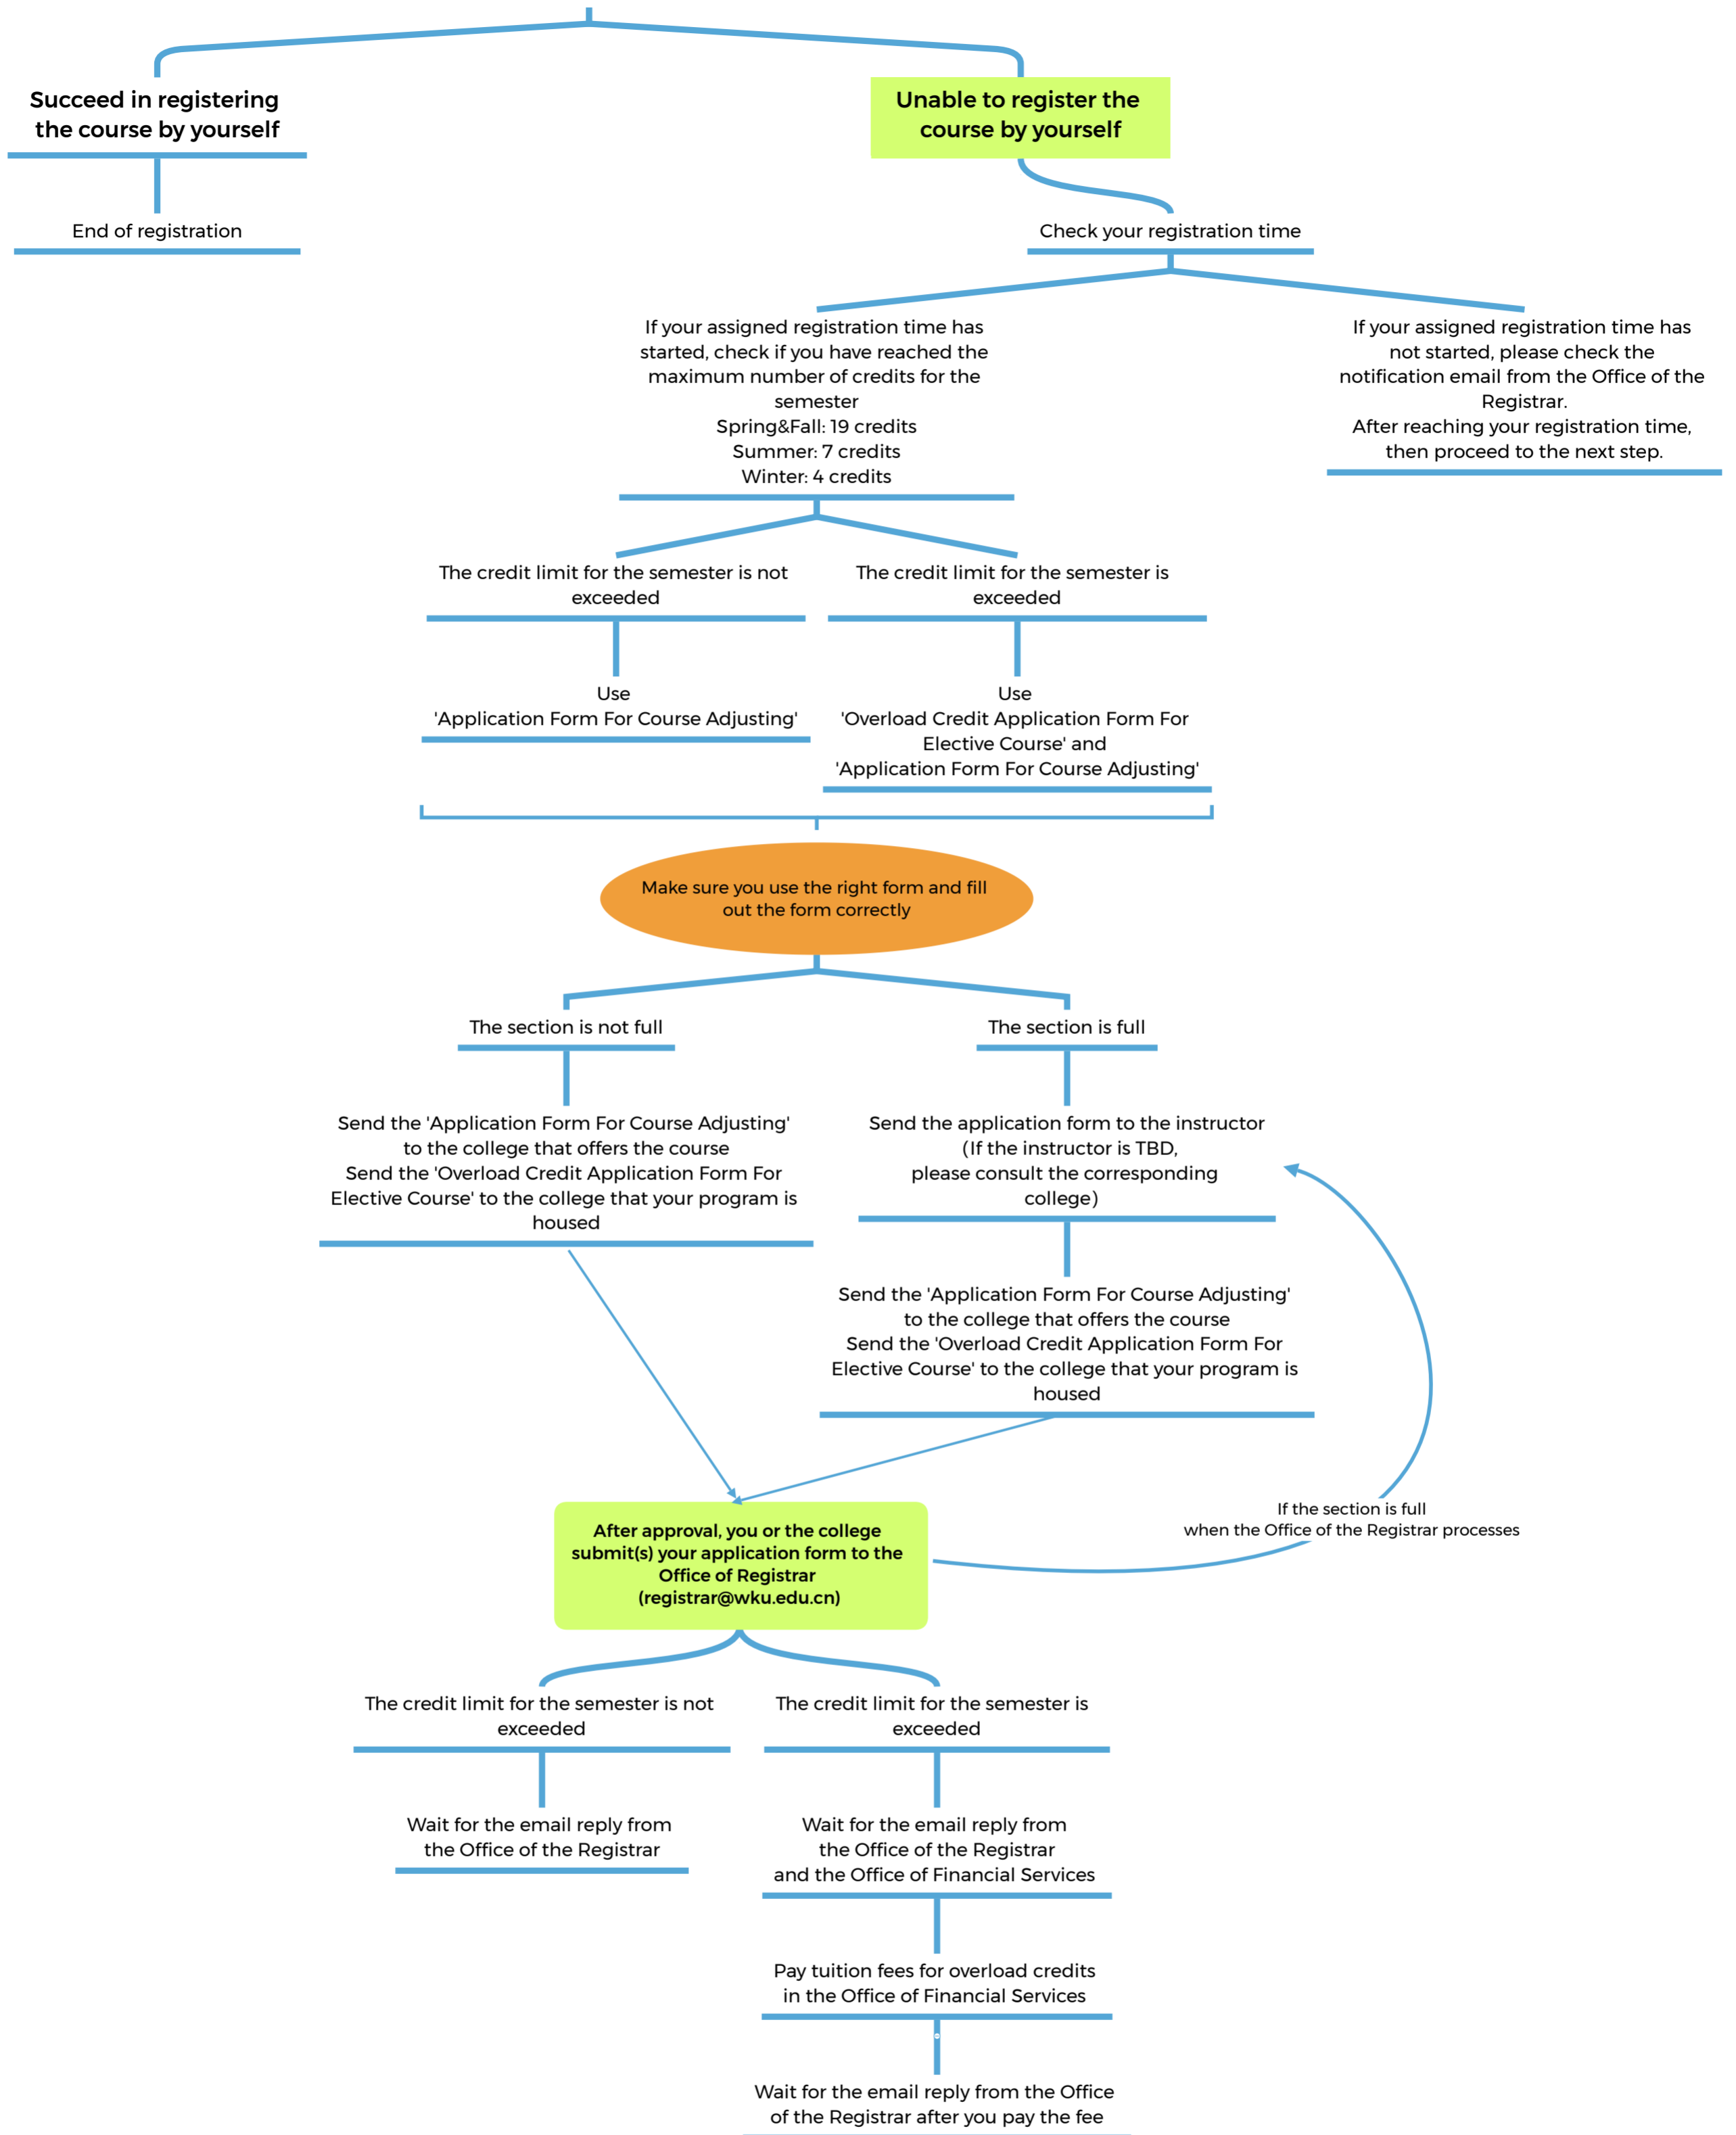 Succeed in registering
the course by yourself
Unable to register the
course by yourself
End of registration
Check your registration time
If your assigned registration time has
started, check if you have reached the
maximum number of credits for the
semester
Spring&Fall: 19 credits
Summer: 7 credits
Winter: 4 credits
If your assigned registration time has
not started, please check the
notification email from the Office of the
Registrar.
After reaching your registration time,
then proceed to the next step.
The credit limit for the semester is not
exceeded
The credit limit for the semester is
exceeded
Use
'Application Form For Course Adjusting'
Use
'Overload Credit Application Form For
Elective Course' and
'Application Form For Course Adjusting'
Make sure you use the right form and fill
out the form correctly
The section is not full
The section is full
Send the 'Application Form For Course Adjusting'
to the college that offers the course
Send the 'Overload Credit Application Form For
Elective Course' to the college that your program is
housed
Send the application form to the instructor
(If the instructor is TBD,
please consult the corresponding
college)
Send the 'Application Form For Course Adjusting'
to the college that offers the course
Send the 'Overload Credit Application Form For
Elective Course' to the college that your program is
housed
If the section is full
when the Office of the Registrar processes
After approval, you or the college
submit(s) your application form to the
Office of Registrar
(registrar@wku.edu.cn)
The credit limit for the semester is not
exceeded
The credit limit for the semester is
exceeded
Wait for the email reply from
the Office of the Registrar
Wait for the email reply from
the Office of the Registrar
and the Office of Financial Services
Pay tuition fees for overload credits
in the Office of Financial Services
Wait for the email reply from the Office
of the Registrar after you pay the fee